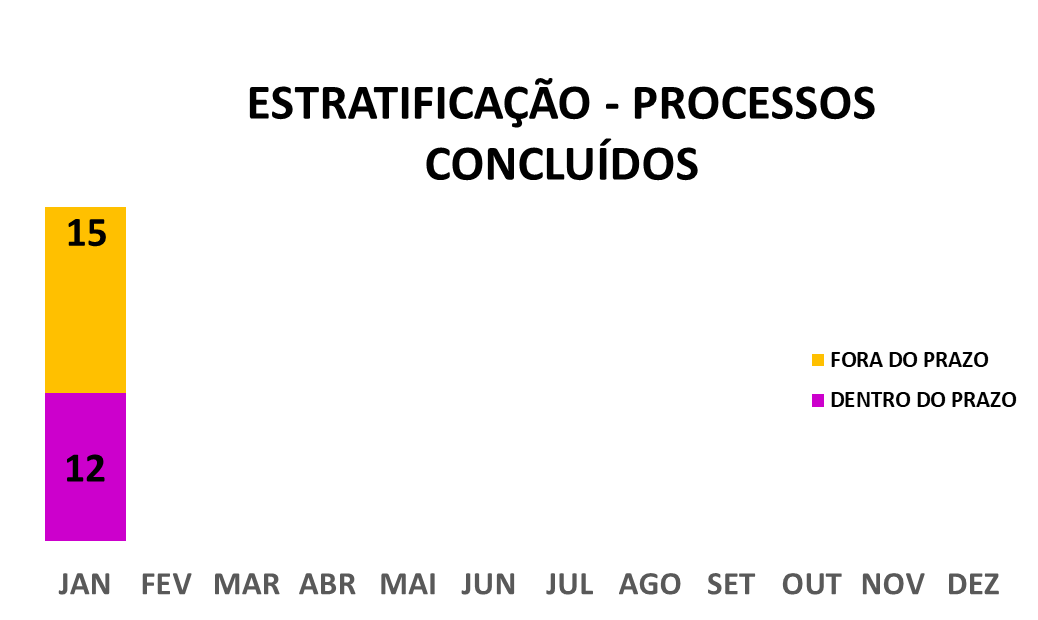 ESTRATIFICAÇÃO - PROCESSOS
CONCLUÍDOS
15
12
FORA DO PRAZO
DENTRO DO PRAZO
JAN FEV MAR ABR MAI JUN JUL AGO SET OUT NOV DEZ